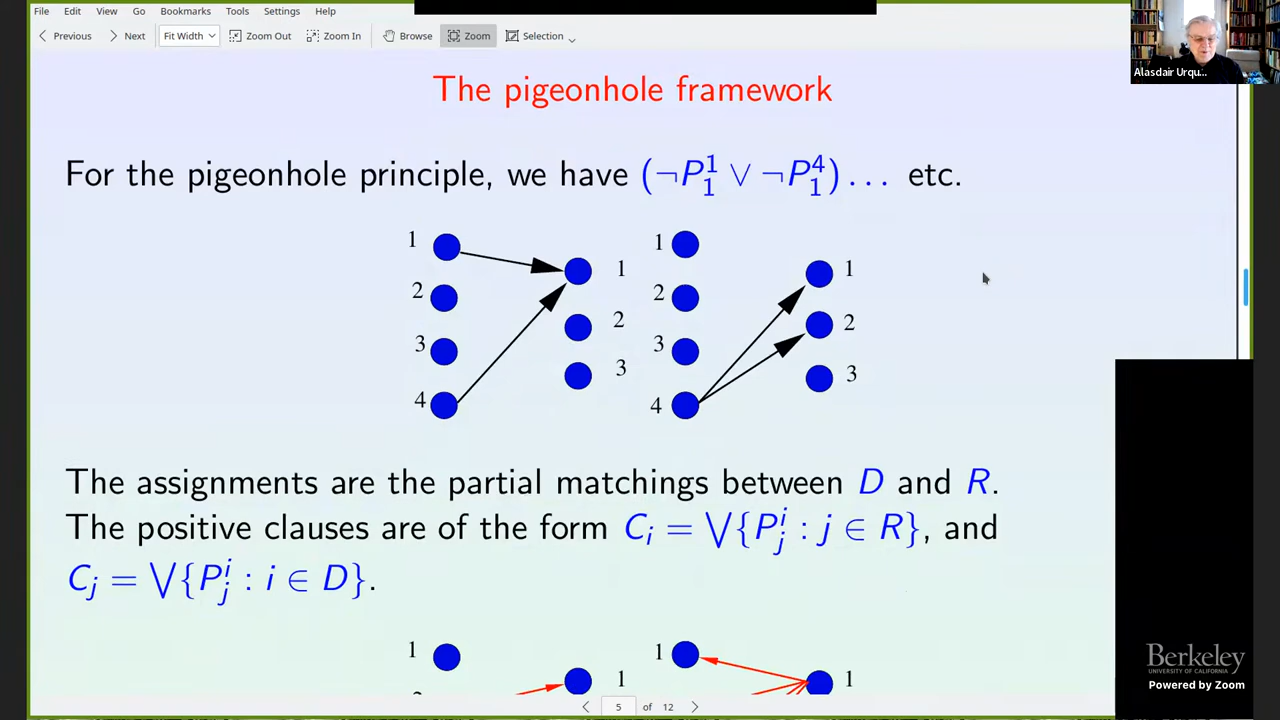 File Edit View Go Bookmarks Tools Settings Help
Previous Next Fit Width Zoom Out Zoom In Browse Zoom Selection
Alasdair Urqu...
The pigeonhole framework
For the pigeonhole principle, we have (¬P₁¹ ∨ ¬P₁⁴)... etc.
1 1 1 1
2 2 2 2
3 3 3 3
4 4
The assignments are the partial matchings between D and R.
The positive clauses are of the form Cᵢ = ⋁{Pⱼⁱ : j ∈ R}, and
Cⱼ = ⋁{Pⱼⁱ : i ∈ D}.
1 1 1 1
5 of 12
Berkeley
UNIVERSITY OF CALIFORNIA
Powered by Zoom